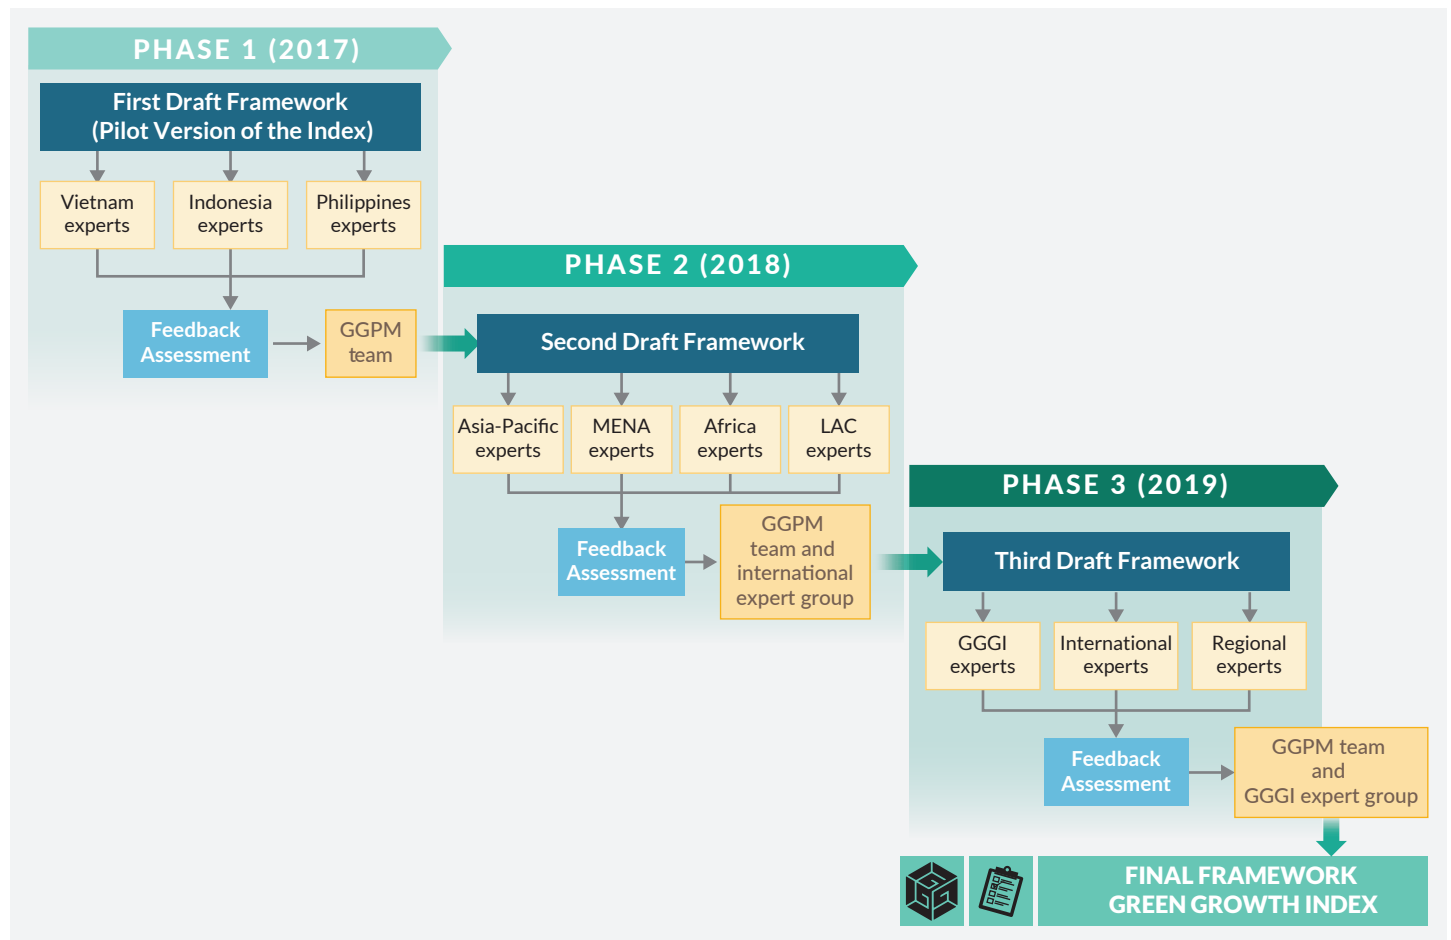 PHASE 1 (2017)
First Draft Framework
(Pilot Version of the Index)
Vietnam
experts
Indonesia
experts
Philippines
experts
Feedback
Assessment
GGPM
team
PHASE 2 (2018)
Second Draft Framework
Asia-Pacific
experts
MENA
experts
Africa
experts
LAC
experts
Feedback
Assessment
GGPM
team and
international
expert group
PHASE 3 (2019)
Third Draft Framework
GGGI
experts
International
experts
Regional
experts
Feedback
Assessment
GGPM team
and
GGGI expert group
FINAL FRAMEWORK
GREEN GROWTH INDEX